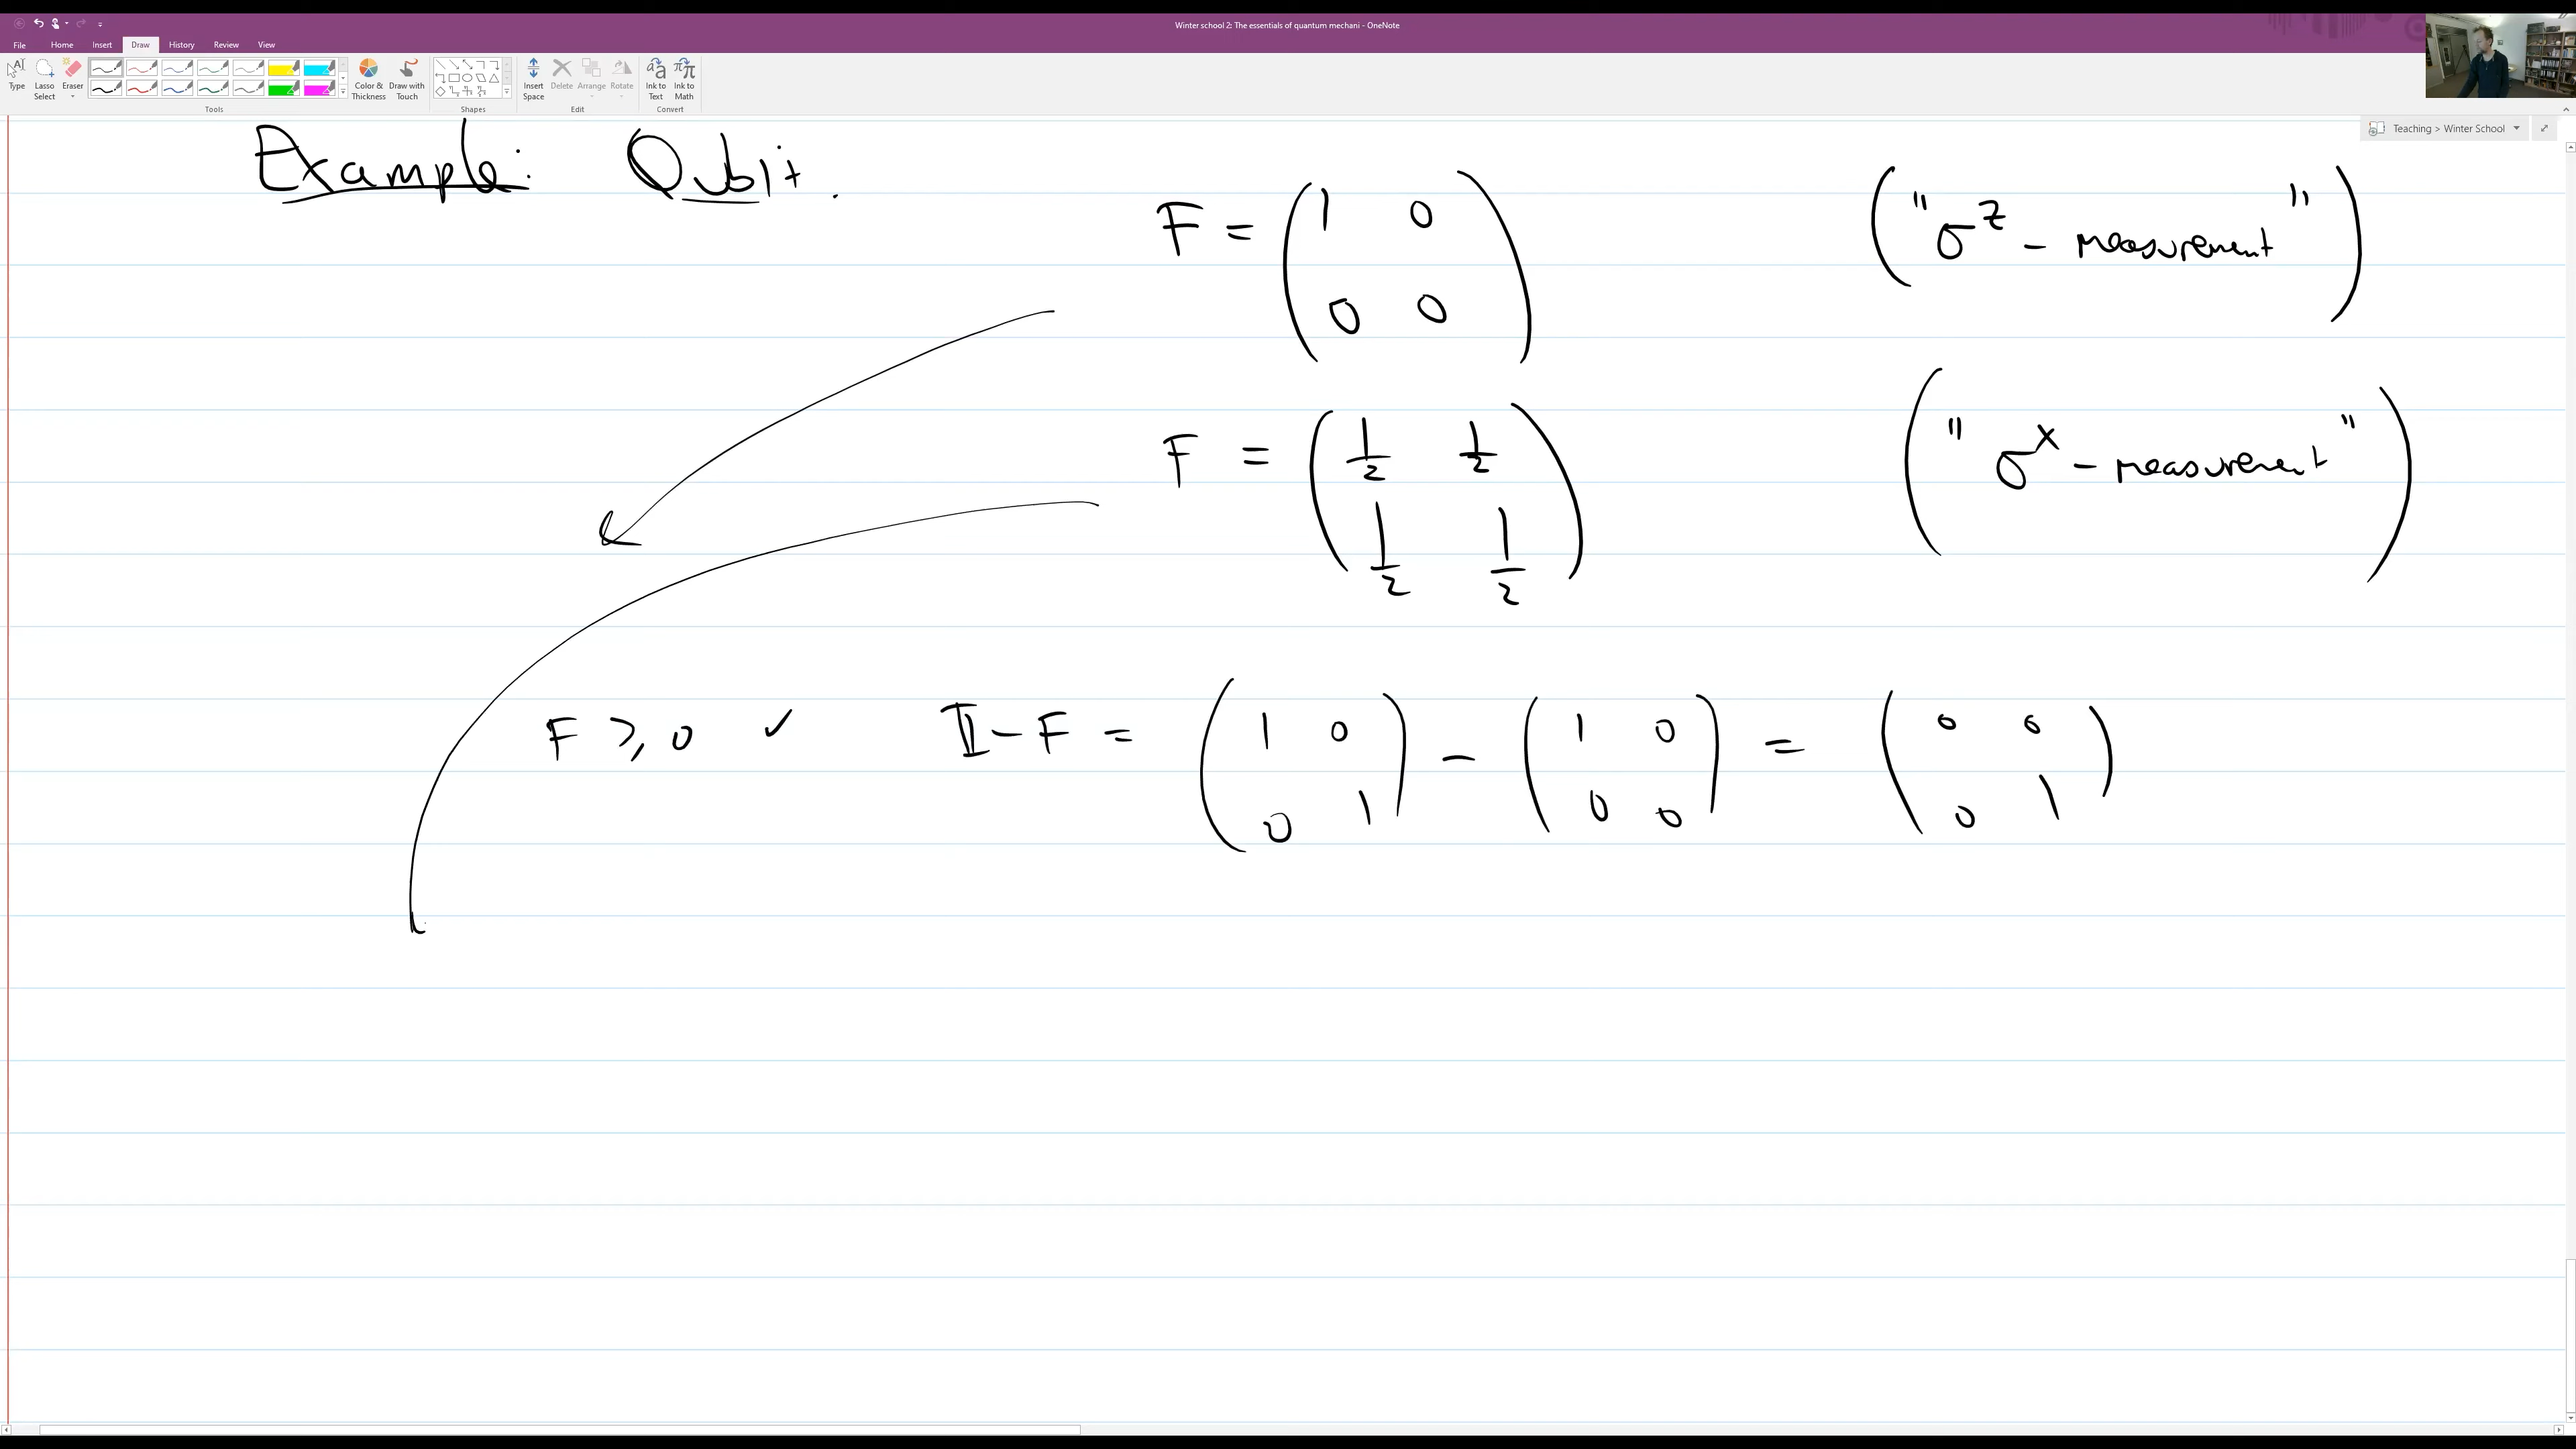 Winter school 2: The essentials of quantum mechani - OneNote
File Home Insert Draw History Review View
Type Lasso Select Eraser Color & Thickness Draw with Touch Insert Space Delete Arrange Rotate Ink to Text Ink to Math
Tools Shapes Edit Convert
Teaching > Winter School
Example: Qubit.
F = ( 1 0
0 0 ) ( " σ^z - measurement " )
F = ( 1/2 1/2
1/2 1/2 ) ( " σ^x - measurement " )
F ⩾ 0 ✓ 𝕀 - F = ( 1 0 ) - ( 1 0 ) = ( 0 0 )
( 0 1 ) ( 0 0 ) ( 0 1 )